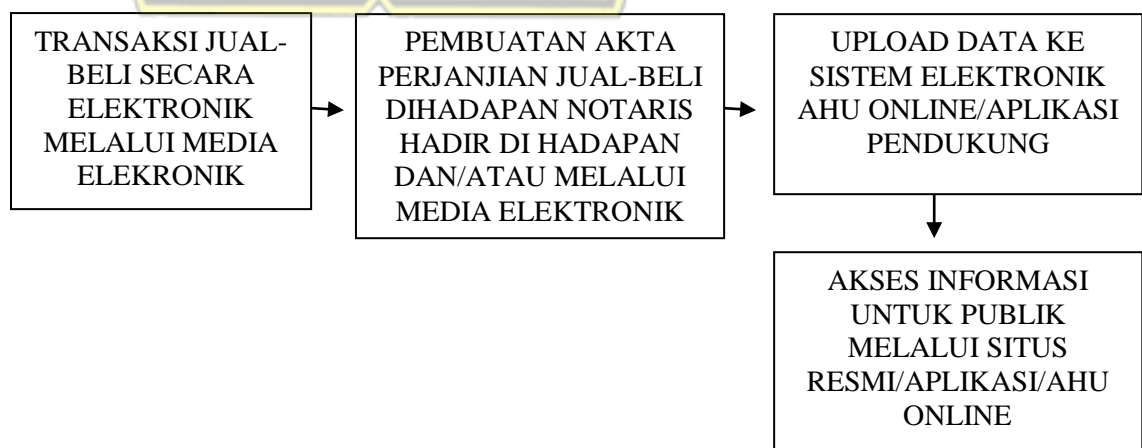 TRANSAKSI JUAL-
BELI SECARA
ELEKTRONIK
MELALUI MEDIA
ELEKRONIK
PEMBUATAN AKTA
PERJANJIAN JUAL-BELI
DIHADAPAN NOTARIS
HADIR DI HADAPAN
DAN/ATAU MELALUI
MEDIA ELEKTRONIK
UPLOAD DATA KE
SISTEM ELEKTRONIK
AHU ONLINE/APLIKASI
PENDUKUNG
AKSES INFORMASI
UNTUK PUBLIK
MELALUI SITUS
RESMI/APLIKASI/AHU
ONLINE